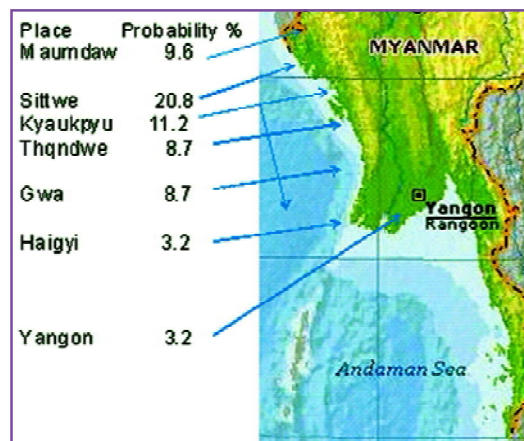 Place Probability %
Maumdaw 9.6
Sittwe 20.8
Kyaukpyu 11.2
Thqndwe 8.7
Gwa 8.7
Haigyi 3.2
Yangon 3.2
MYANMAR
Yangon
Rangoon
Andaman Sea